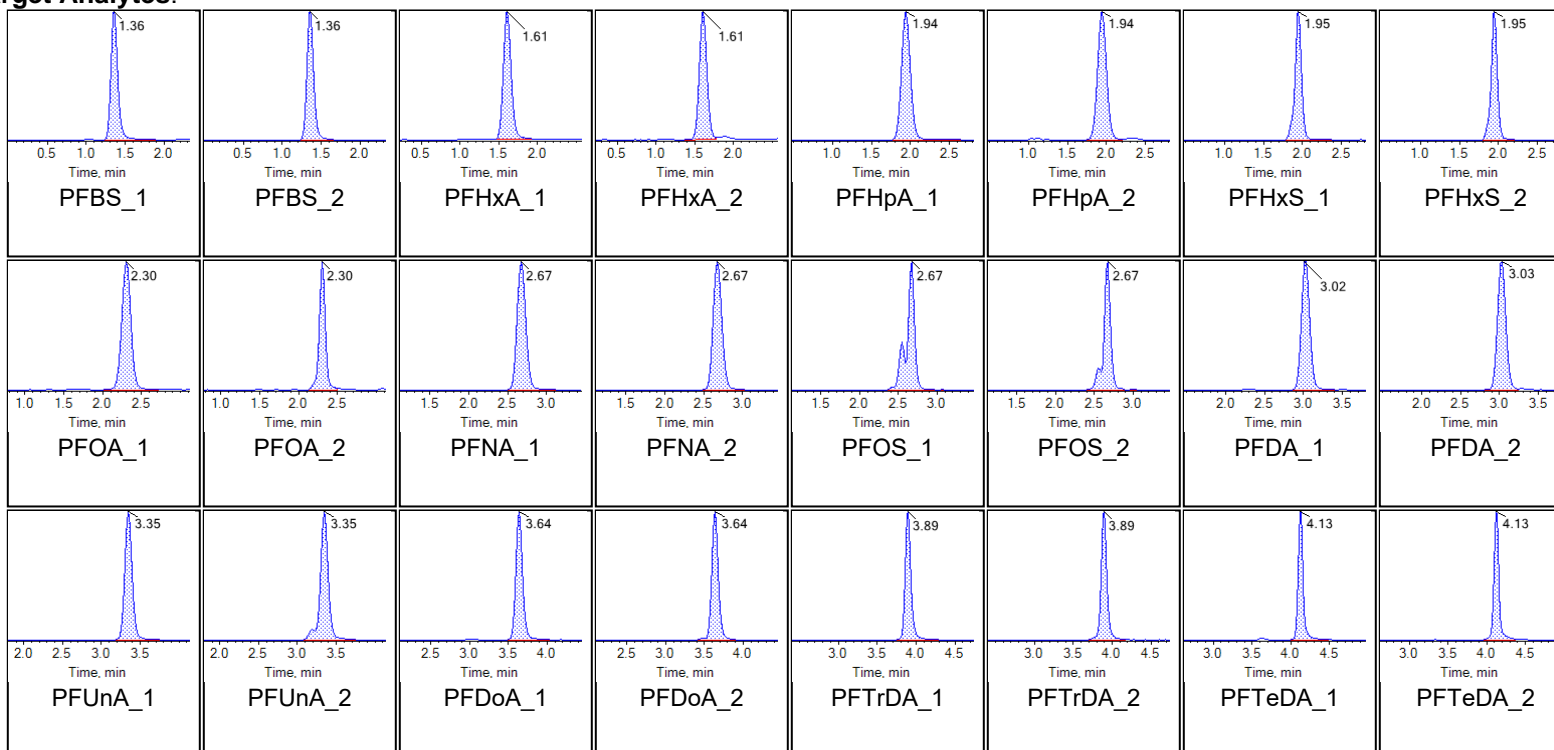 rget Analytes:
1.36 1.36 1.61 1.61 1.94 1.94 1.95 1.95
0.5 1.0 1.5 2.0 0.5 1.0 1.5 2.0 0.5 1.0 1.5 2.0 0.5 1.0 1.5 2.0 1.0 1.5 2.0 2.5 1.0 1.5 2.0 2.5 1.0 1.5 2.0 2.5 1.0 1.5 2.0 2.5
Time, min Time, min Time, min Time, min Time, min Time, min Time, min Time, min
PFBS_1 PFBS_2 PFHxA_1 PFHxA_2 PFHpA_1 PFHpA_2 PFHxS_1 PFHxS_2
2.30 2.30 2.67 2.67 2.67 2.67 3.02 3.03
1.0 1.5 2.0 2.5 1.0 1.5 2.0 2.5 1.5 2.0 2.5 3.0 1.5 2.0 2.5 3.0 1.5 2.0 2.5 3.0 1.5 2.0 2.5 3.0 2.0 2.5 3.0 3.5 2.0 2.5 3.0 3.5
Time, min Time, min Time, min Time, min Time, min Time, min Time, min Time, min
PFOA_1 PFOA_2 PFNA_1 PFNA_2 PFOS_1 PFOS_2 PFDA_1 PFDA_2
3.35 3.35 3.64 3.64 3.89 3.89 4.13 4.13
2.0 2.5 3.0 3.5 2.0 2.5 3.0 3.5 2.5 3.0 3.5 4.0 2.5 3.0 3.5 4.0 3.0 3.5 4.0 4.5 3.0 3.5 4.0 4.5 3.0 3.5 4.0 4.5 3.0 3.5 4.0 4.5
Time, min Time, min Time, min Time, min Time, min Time, min Time, min Time, min
PFUnA_1 PFUnA_2 PFDoA_1 PFDoA_2 PFTrDA_1 PFTrDA_2 PFTeDA_1 PFTeDA_2